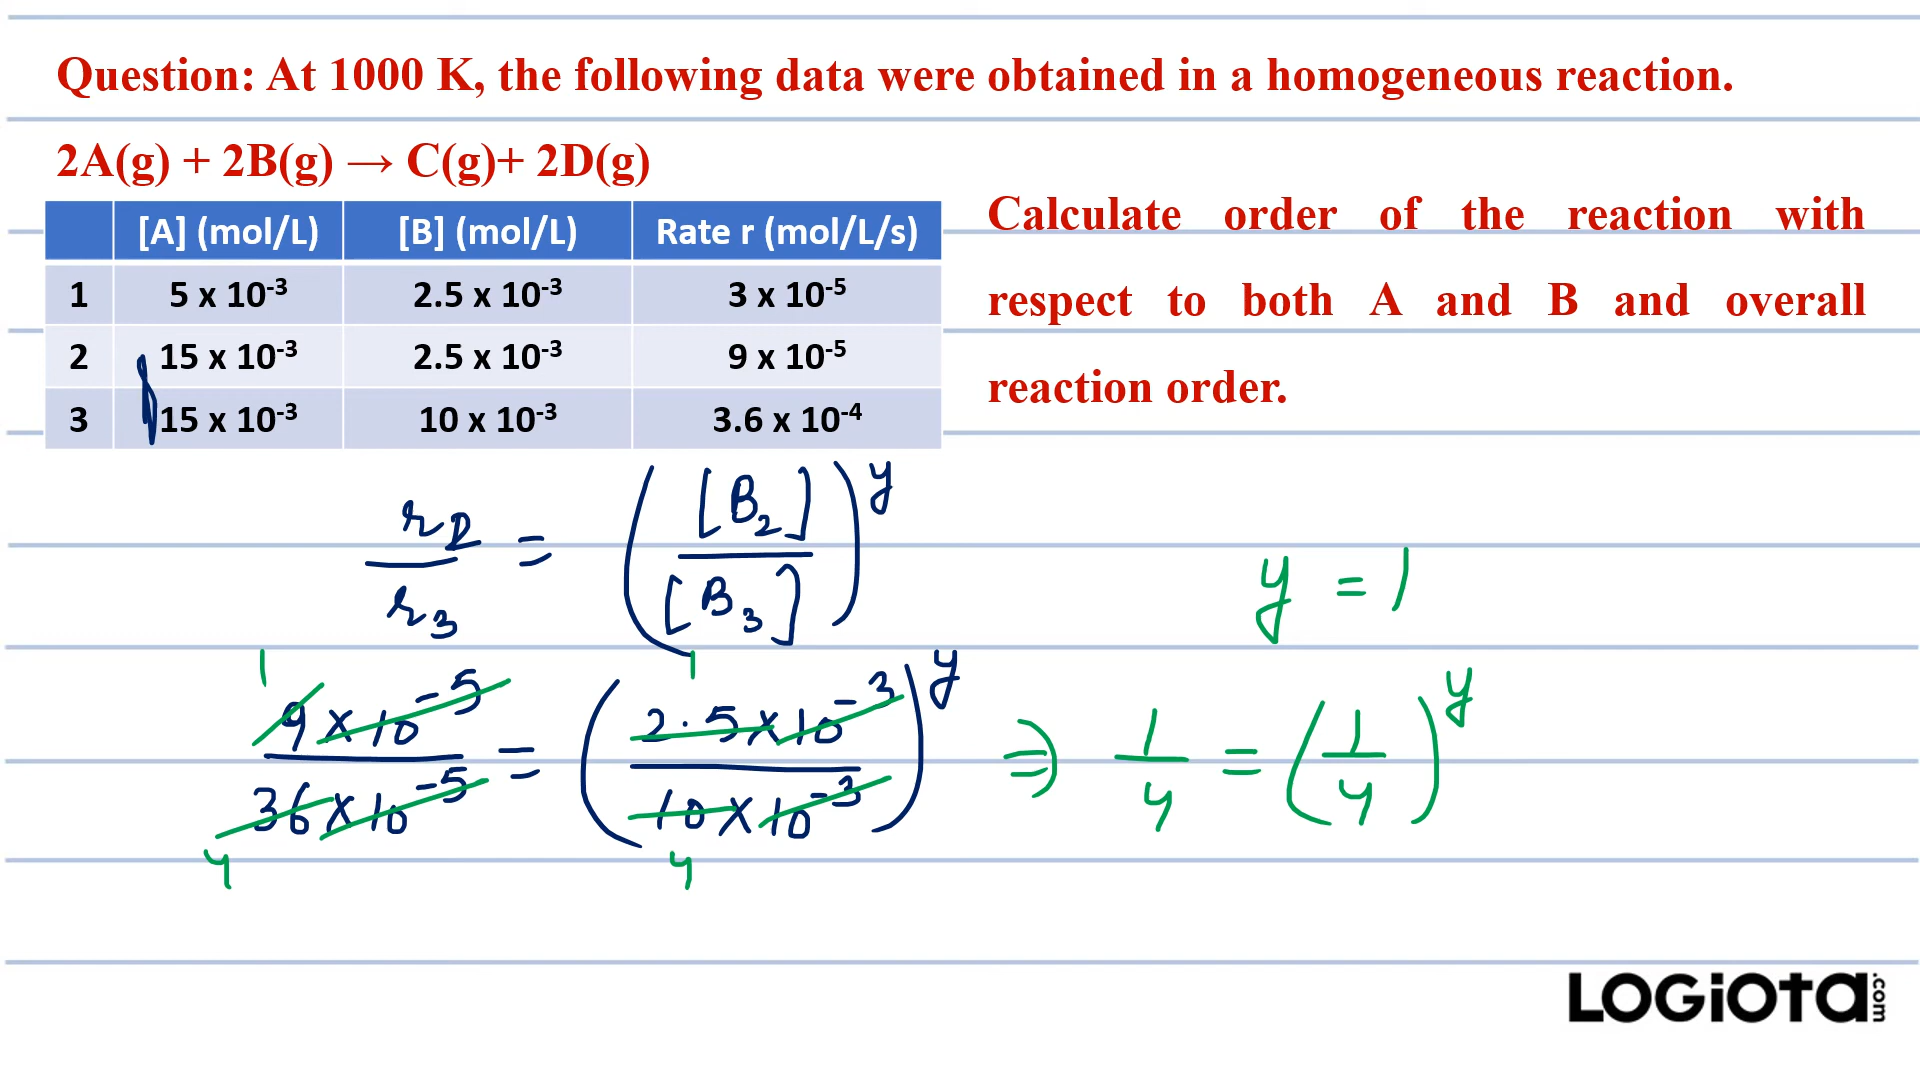 Question: At 1000 K, the following data were obtained in a homogeneous reaction.
2A(g) + 2B(g) → C(g)+ 2D(g)
[A] (mol/L) [B] (mol/L) Rate r (mol/L/s)
1 5 x 10⁻³ 2.5 x 10⁻³ 3 x 10⁻⁵
2 15 x 10⁻³ 2.5 x 10⁻³ 9 x 10⁻⁵
3 15 x 10⁻³ 10 x 10⁻³ 3.6 x 10⁻⁴
Calculate order of the reaction with
respect to both A and B and overall
reaction order.
r₂/r₃ = ([B₂]/[B₃])^y
y = 1
1 1
9×10⁻⁵/36×10⁻⁵ = (2.5×10⁻³/10×10⁻³)^y ⇒ 1/4 = (1/4)^y
4 4
LOGiOTA.com